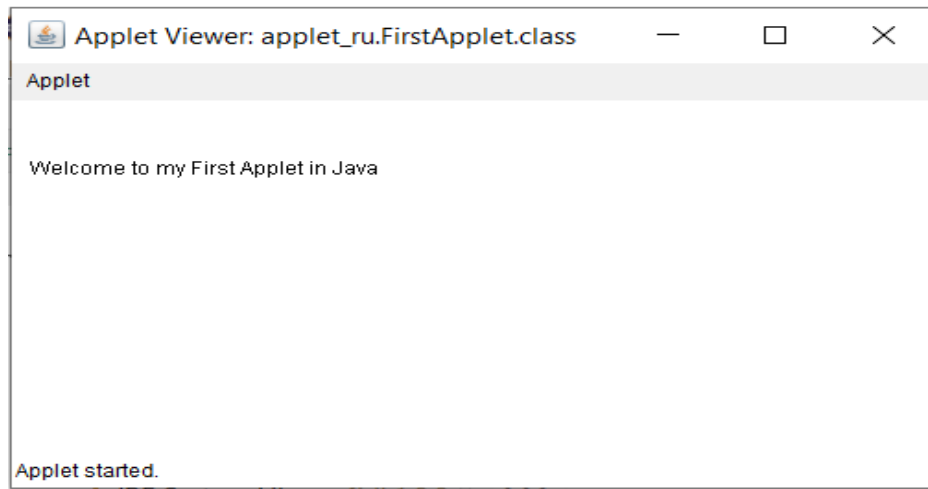 Applet Viewer: applet_ru.FirstApplet.class
Applet
Welcome to my First Applet in Java
Applet started.